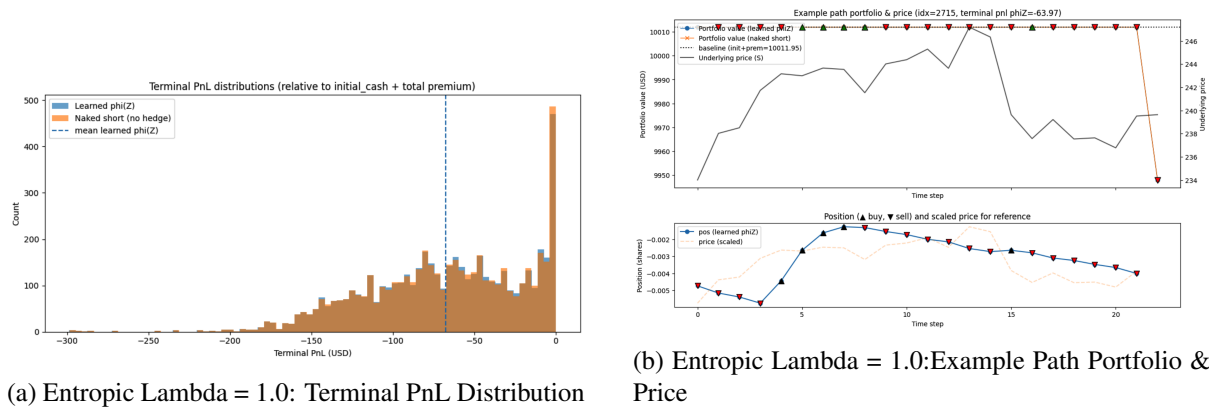 Terminal PnL distributions (relative to initial_cash + total premium)
Learned phi(Z)
Naked short (no hedge)
mean learned phi(Z)
500
400
300
200
100
0
Count
−300
−250
−200
−150
−100
−50
0
Terminal PnL (USD)
(a) Entropic Lambda = 1.0: Terminal PnL Distribution
Example path portfolio & price (idx=2715, terminal pnl phiZ=-63.97)
Portfolio value (learned phiZ)
Portfolio value (naked short)
baseline (init+prem=10011.95)
Underlying price (S)
10010
10000
9990
9980
9970
9960
9950
Portfolio value (USD)
246
244
242
240
238
236
234
Underlying price
Time step
Position (▲ buy, ▼ sell) and scaled price for reference
pos (learned phiZ)
price (scaled)
−0.002
−0.003
−0.004
−0.005
Position (shares)
0
5
10
15
20
Time step
(b) Entropic Lambda = 1.0:Example Path Portfolio &
Price